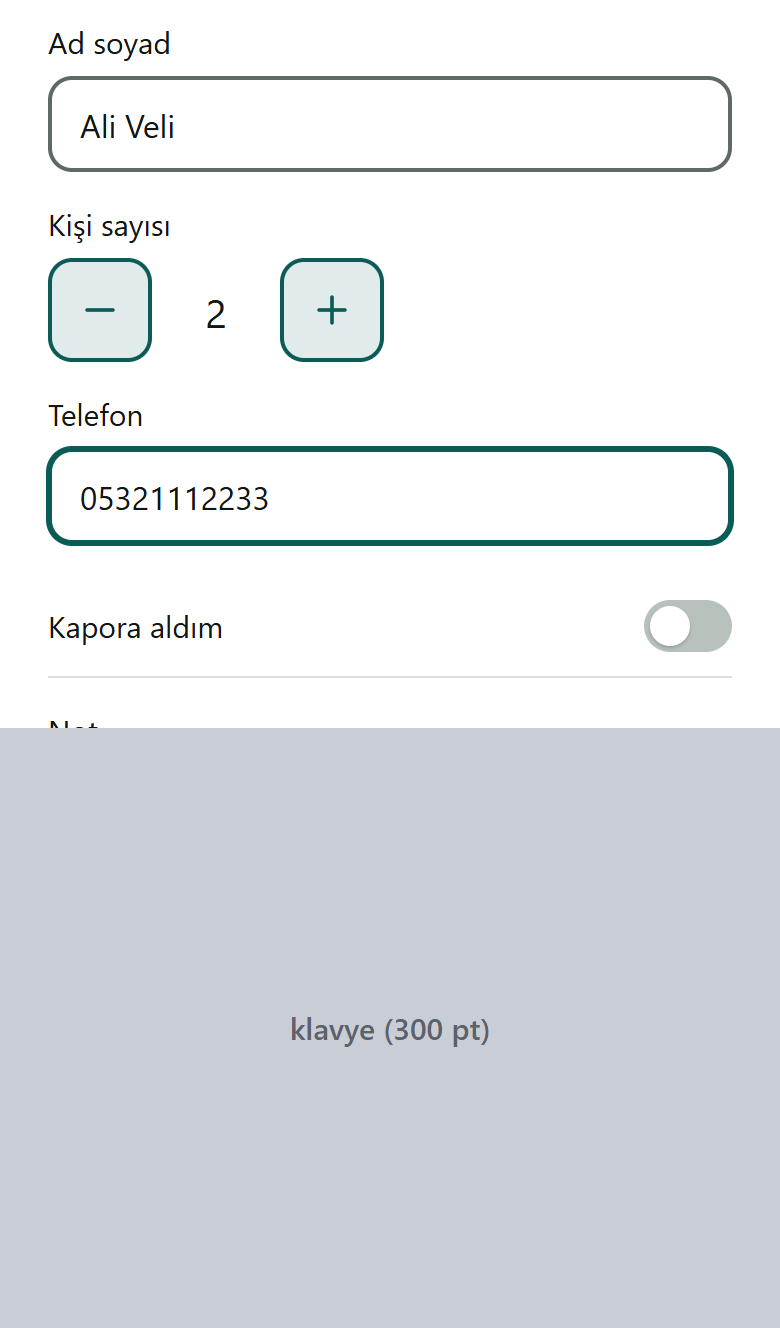 Ad soyad
Ali Veli
Kişi sayısı
2
Telefon
05321112233
Kapora aldım
klavye (300 pt)